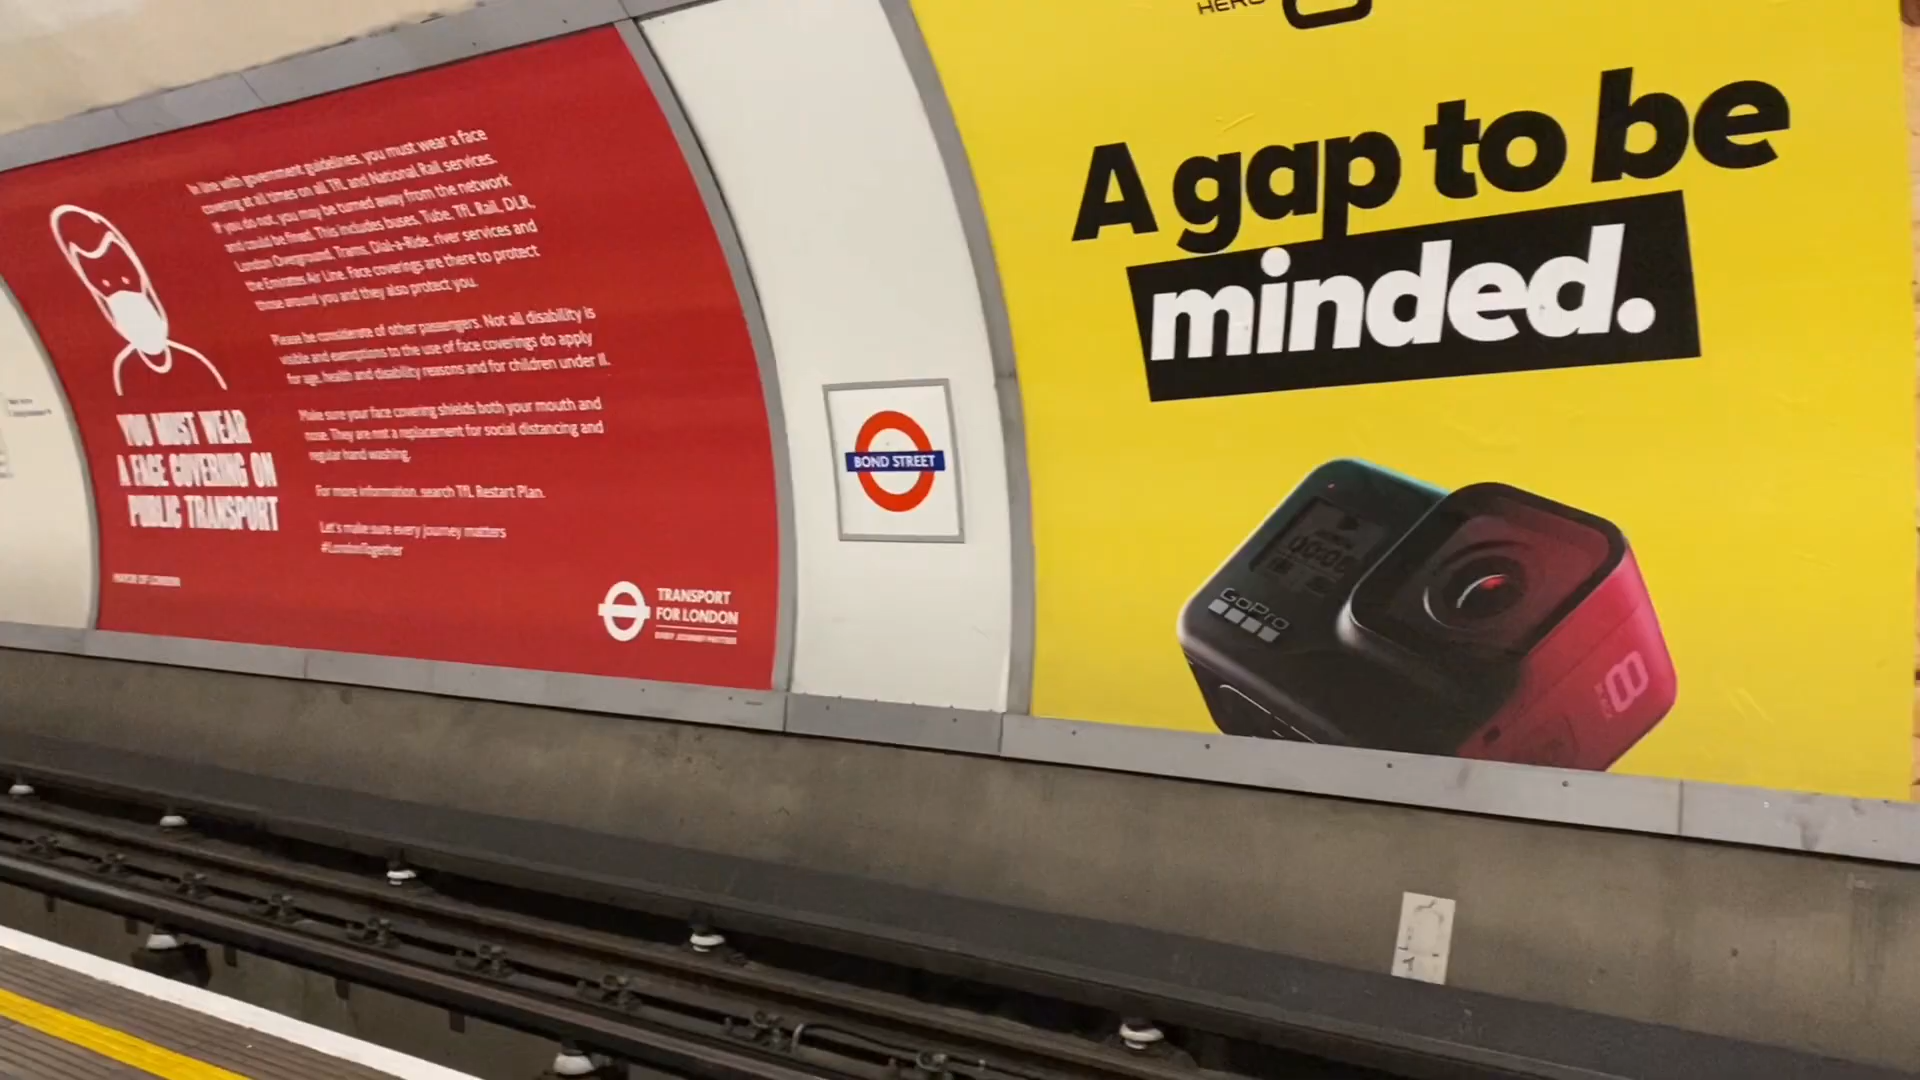 In line with government guidelines, you must wear a face
covering at all times on all TfL and National Rail services.
If you do not, you may be turned away from the network
and could be fined. This includes buses, Tube, TfL Rail, DLR,
London Overground, Trams, Dial-a-Ride, river services and
the Emirates Air Line. Face coverings are there to protect
those around you and they also protect you.
Please be considerate of other passengers. Not all disability is
visible and exemptions to the use of face coverings do apply
for age, health and disability reasons and for children under 11.
Make sure your face covering shields both your mouth and
nose. They are not a replacement for social distancing and
regular hand washing.
For more information, search TfL Restart Plan.
Let's make sure every journey matters
#LondonTogether
YOU MUST WEAR
A FACE COVERING ON
PUBLIC TRANSPORT
MAYOR OF LONDON
TRANSPORT
FOR LONDON
EVERY JOURNEY MATTERS
BOND STREET
HERO
A gap to be
minded.
00:00
GoPro
8